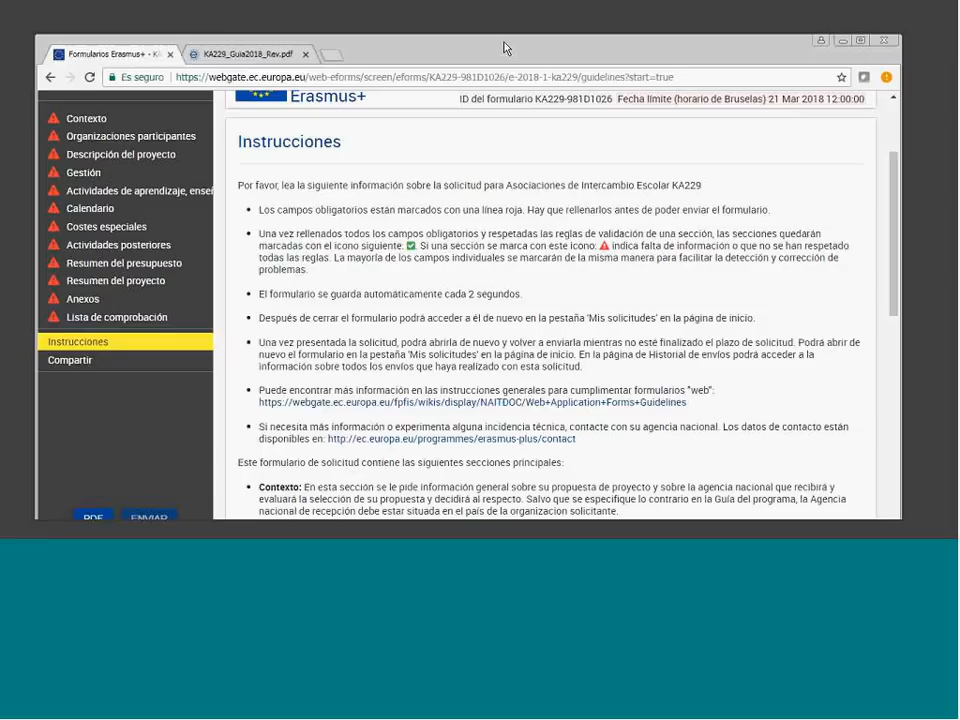 Formularios Erasmus+ - KA
KA229_Guia2018_Rev.pdf
Es seguro
https://webgate.ec.europa.eu/web-eforms/screen/eforms/KA229-981D1026/e-2018-1-ka229/guidelines?start=true
Erasmus+
ID del formulario KA229-981D1026
Fecha límite (horario de Bruselas) 21 Mar 2018 12:00:00
Contexto
Organizaciones participantes
Descripción del proyecto
Gestión
Actividades de aprendizaje, ense
Calendario
Costes especiales
Actividades posteriores
Resumen del presupuesto
Resumen del proyecto
Anexos
Lista de comprobación
Instrucciones
Compartir
PDF
ENVIAR
Instrucciones
Por favor, lea la siguiente información sobre la solicitud para Asociaciones de Intercambio Escolar KA229
Los campos obligatorios están marcados con una línea roja. Hay que rellenarlos antes de poder enviar el formulario.
Una vez rellenados todos los campos obligatorios y respetadas las reglas de validación de una sección, las secciones quedarán
marcadas con el icono siguiente: . Si una sección se marca con este icono: indica falta de información o que no se han respetado
todas las reglas. La mayoría de los campos individuales se marcarán de la misma manera para facilitar la detección y corrección de
problemas.
El formulario se guarda automáticamente cada 2 segundos.
Después de cerrar el formulario podrá acceder a él de nuevo en la pestaña 'Mis solicitudes' en la página de inicio.
Una vez presentada la solicitud, podrá abrirla de nuevo y volver a enviarla mientras no esté finalizado el plazo de solicitud. Podrá abrir de
nuevo el formulario en la pestaña 'Mis solicitudes' en la página de inicio. En la página de Historial de envíos podrá acceder a la
información sobre todos los envíos que haya realizado con esta solicitud.
Puede encontrar más información en las instrucciones generales para cumplimentar formularios "web":
https://webgate.ec.europa.eu/fpfis/wikis/display/NAITDOC/Web+Application+Forms+Guidelines
Si necesita más información o experimenta alguna incidencia técnica, contacte con su agencia nacional. Los datos de contacto están
disponibles en: http://ec.europa.eu/programmes/erasmus-plus/contact
Este formulario de solicitud contiene las siguientes secciones principales:
Contexto: En esta sección se le pide información general sobre su propuesta de proyecto y sobre la agencia nacional que recibirá y
evaluará la selección de su propuesta y decidirá al respecto. Salvo que se especifique lo contrario en la Guía del programa, la Agencia
nacional de recepción debe estar situada en el país de la organizacion solicitante.